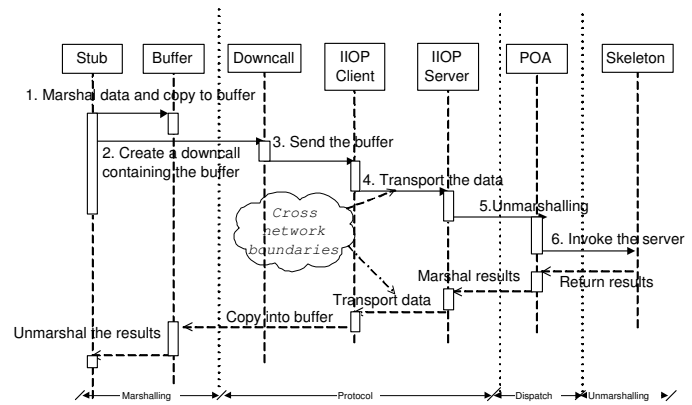 Stub
Buffer
Downcall
IIOP
Client
IIOP
Server
POA
Skeleton
1. Marshal data and copy to buffer
2. Create a downcall
containing the buffer
3. Send the buffer
4. Transport the data
5.Unmarshalling
6. Invoke the server
Cross
network
boundaries
Return results
Marshal results
Transport data
Copy into buffer
Unmarshal the results
Marshalling
Protocol
Dispatch
Unmarshalling